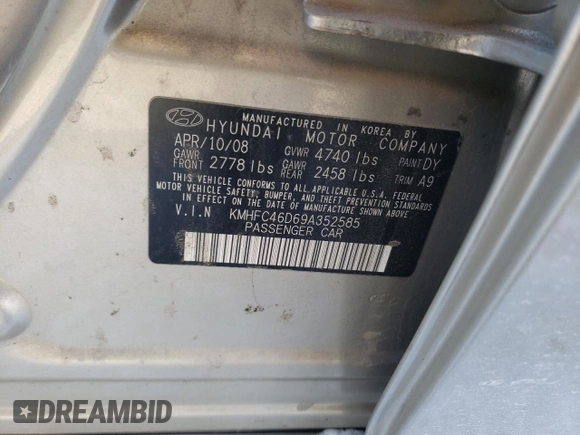 MANUFACTURED IN KOREA BY
HYUNDAI MOTOR COMPANY
APR/10/08 GVWR 4740 lbs PAINT DY
GAWR FRONT 2778 lbs GAWR REAR 2458 lbs TRIM A9
THIS VEHICLE CONFORMS TO ALL APPLICABLE U.S.A. FEDERAL
MOTOR VEHICLE SAFETY, BUMPER, AND THEFT PREVENTION STANDARDS
IN EFFECT ON THE DATE OF MANUFACTURE SHOWN ABOVE.
V.I.N KMHFC46D69A352585
PASSENGER CAR
DREAMBID